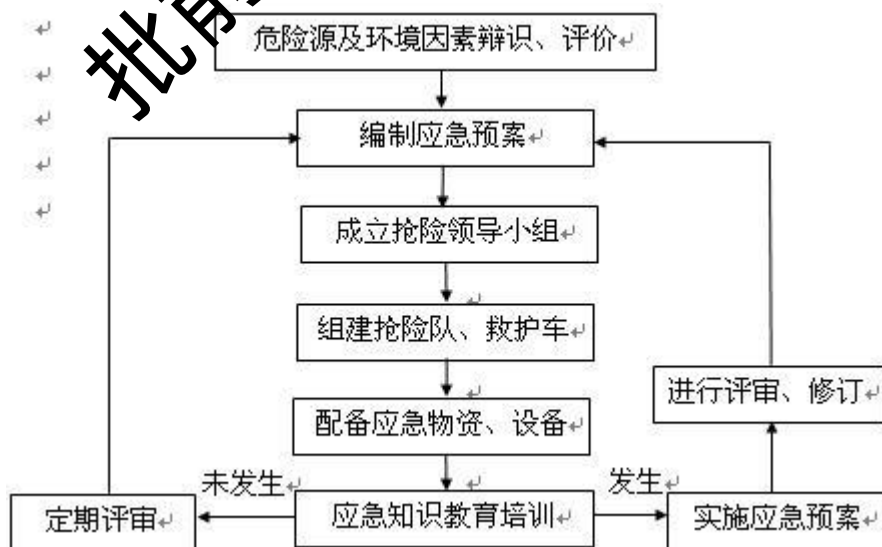 危险源及环境因素辩识、评价
编制应急预案
成立抢险领导小组
组建抢险队、救护车
进行评审、修订
配备应急物资、设备
未发生
发生
定期评审
应急知识教育培训
实施应急预案